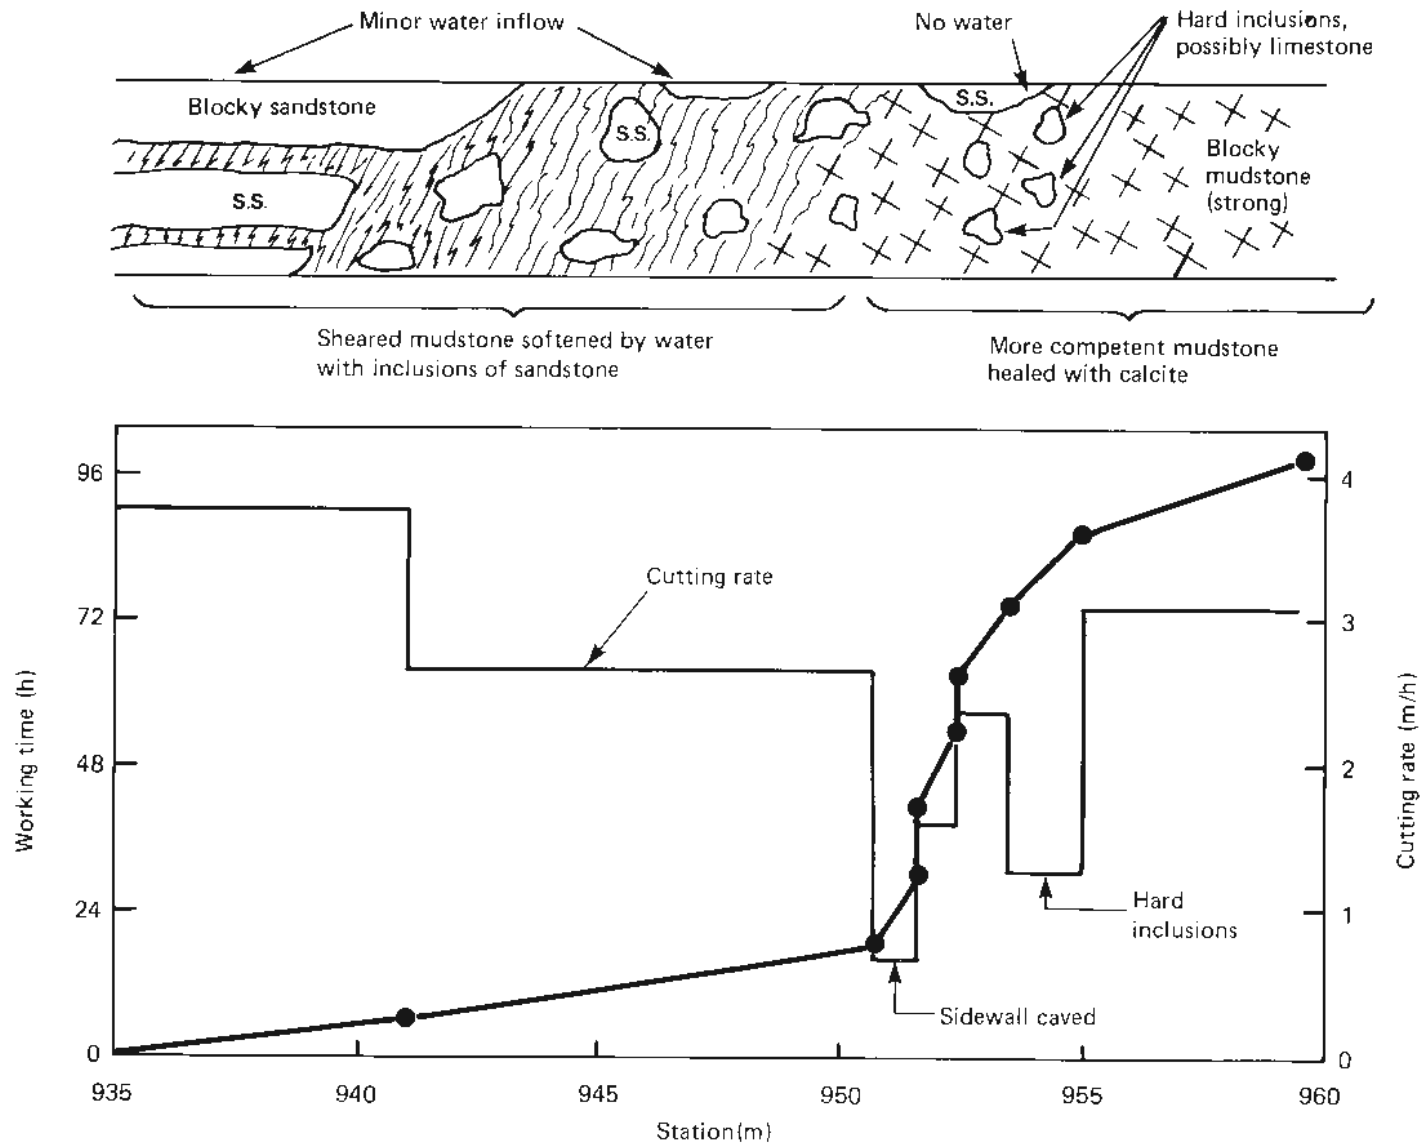 Minor water inflow
No water
Hard inclusions,
possibly limestone
Blocky sandstone
S.S.
S.S.
S.S.
Blocky
mudstone
(strong)
Sheared mudstone softened by water
with inclusions of sandstone
More competent mudstone
healed with calcite
96
72
48
24
0
Working time (h)
Cutting rate
Hard
inclusions
Sidewall caved
4
3
2
1
0
Cutting rate (m/h)
935
940
945
950
955
960
Station(m)